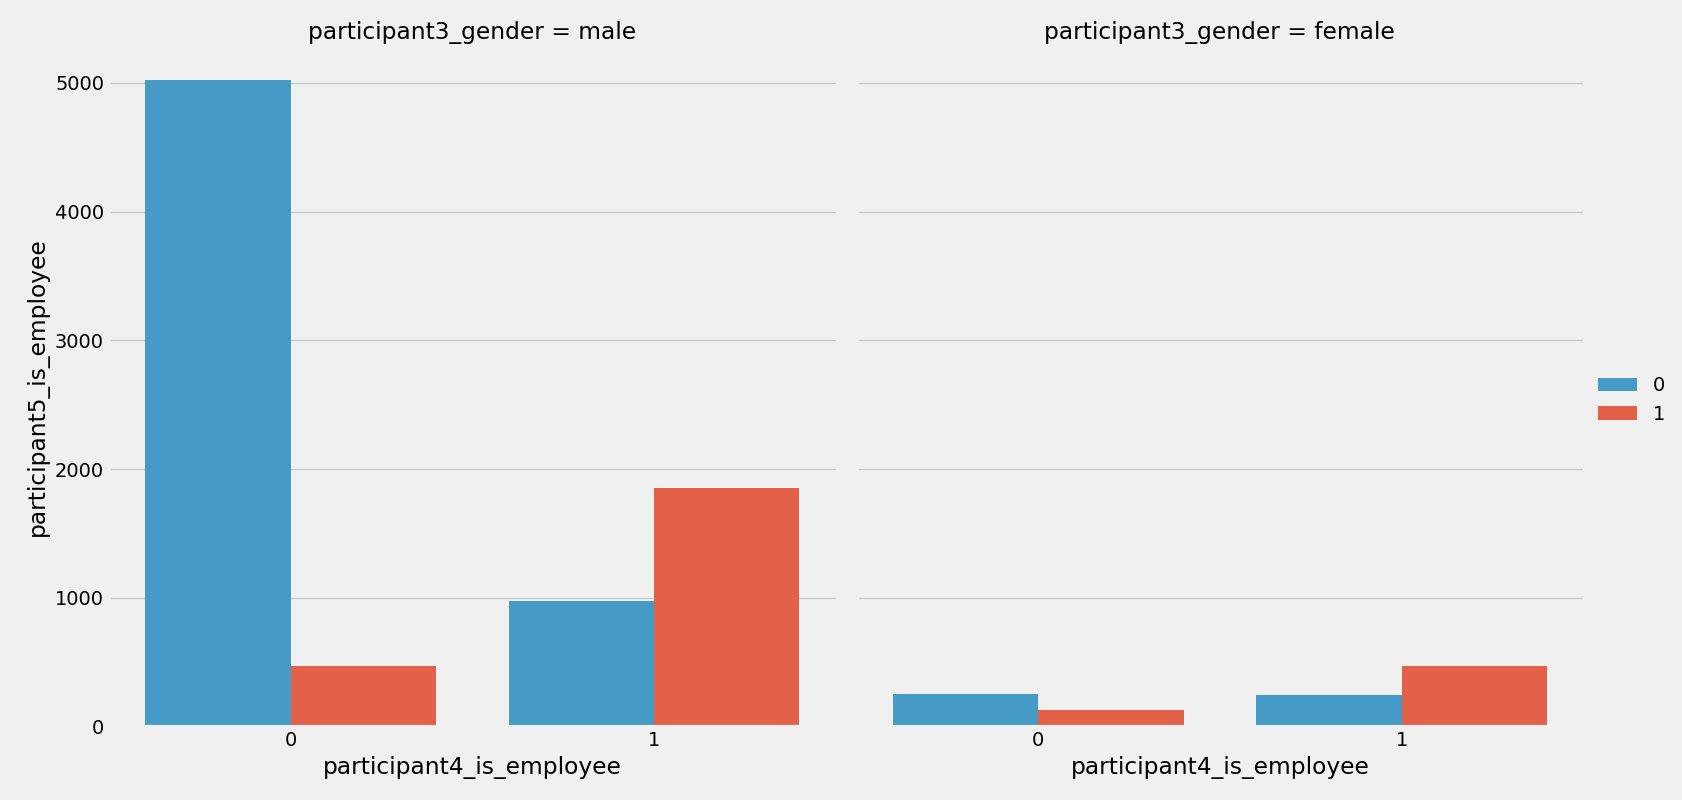 participant3_gender = male
participant3_gender = female
participant5_is_employee
5000
4000
3000
2000
1000
0
0
1
participant4_is_employee
0
1
participant4_is_employee
0
1